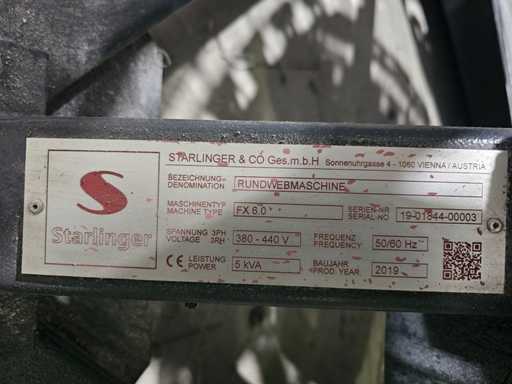 STARLINGER & CO Ges.m.b.H Sonnenuhrgasse 4 - 1060 VIENNA / AUSTRIA
BEZEICHNUNG-
DENOMINATION RUNDWEBMASCHINE
MASCHINENTYP
MACHINE TYPE FX 6.0
SERIEN-NR
SERIAL-NO 19-01844-00003
SPANNUNG 3PH
VOLTAGE 3PH 380 - 440 V
FREQUENZ
FREQUENCY 50/60 Hz
CE LEISTUNG
POWER 5 kVA
BAUJAHR
PROD. YEAR 2019
S
Starlinger